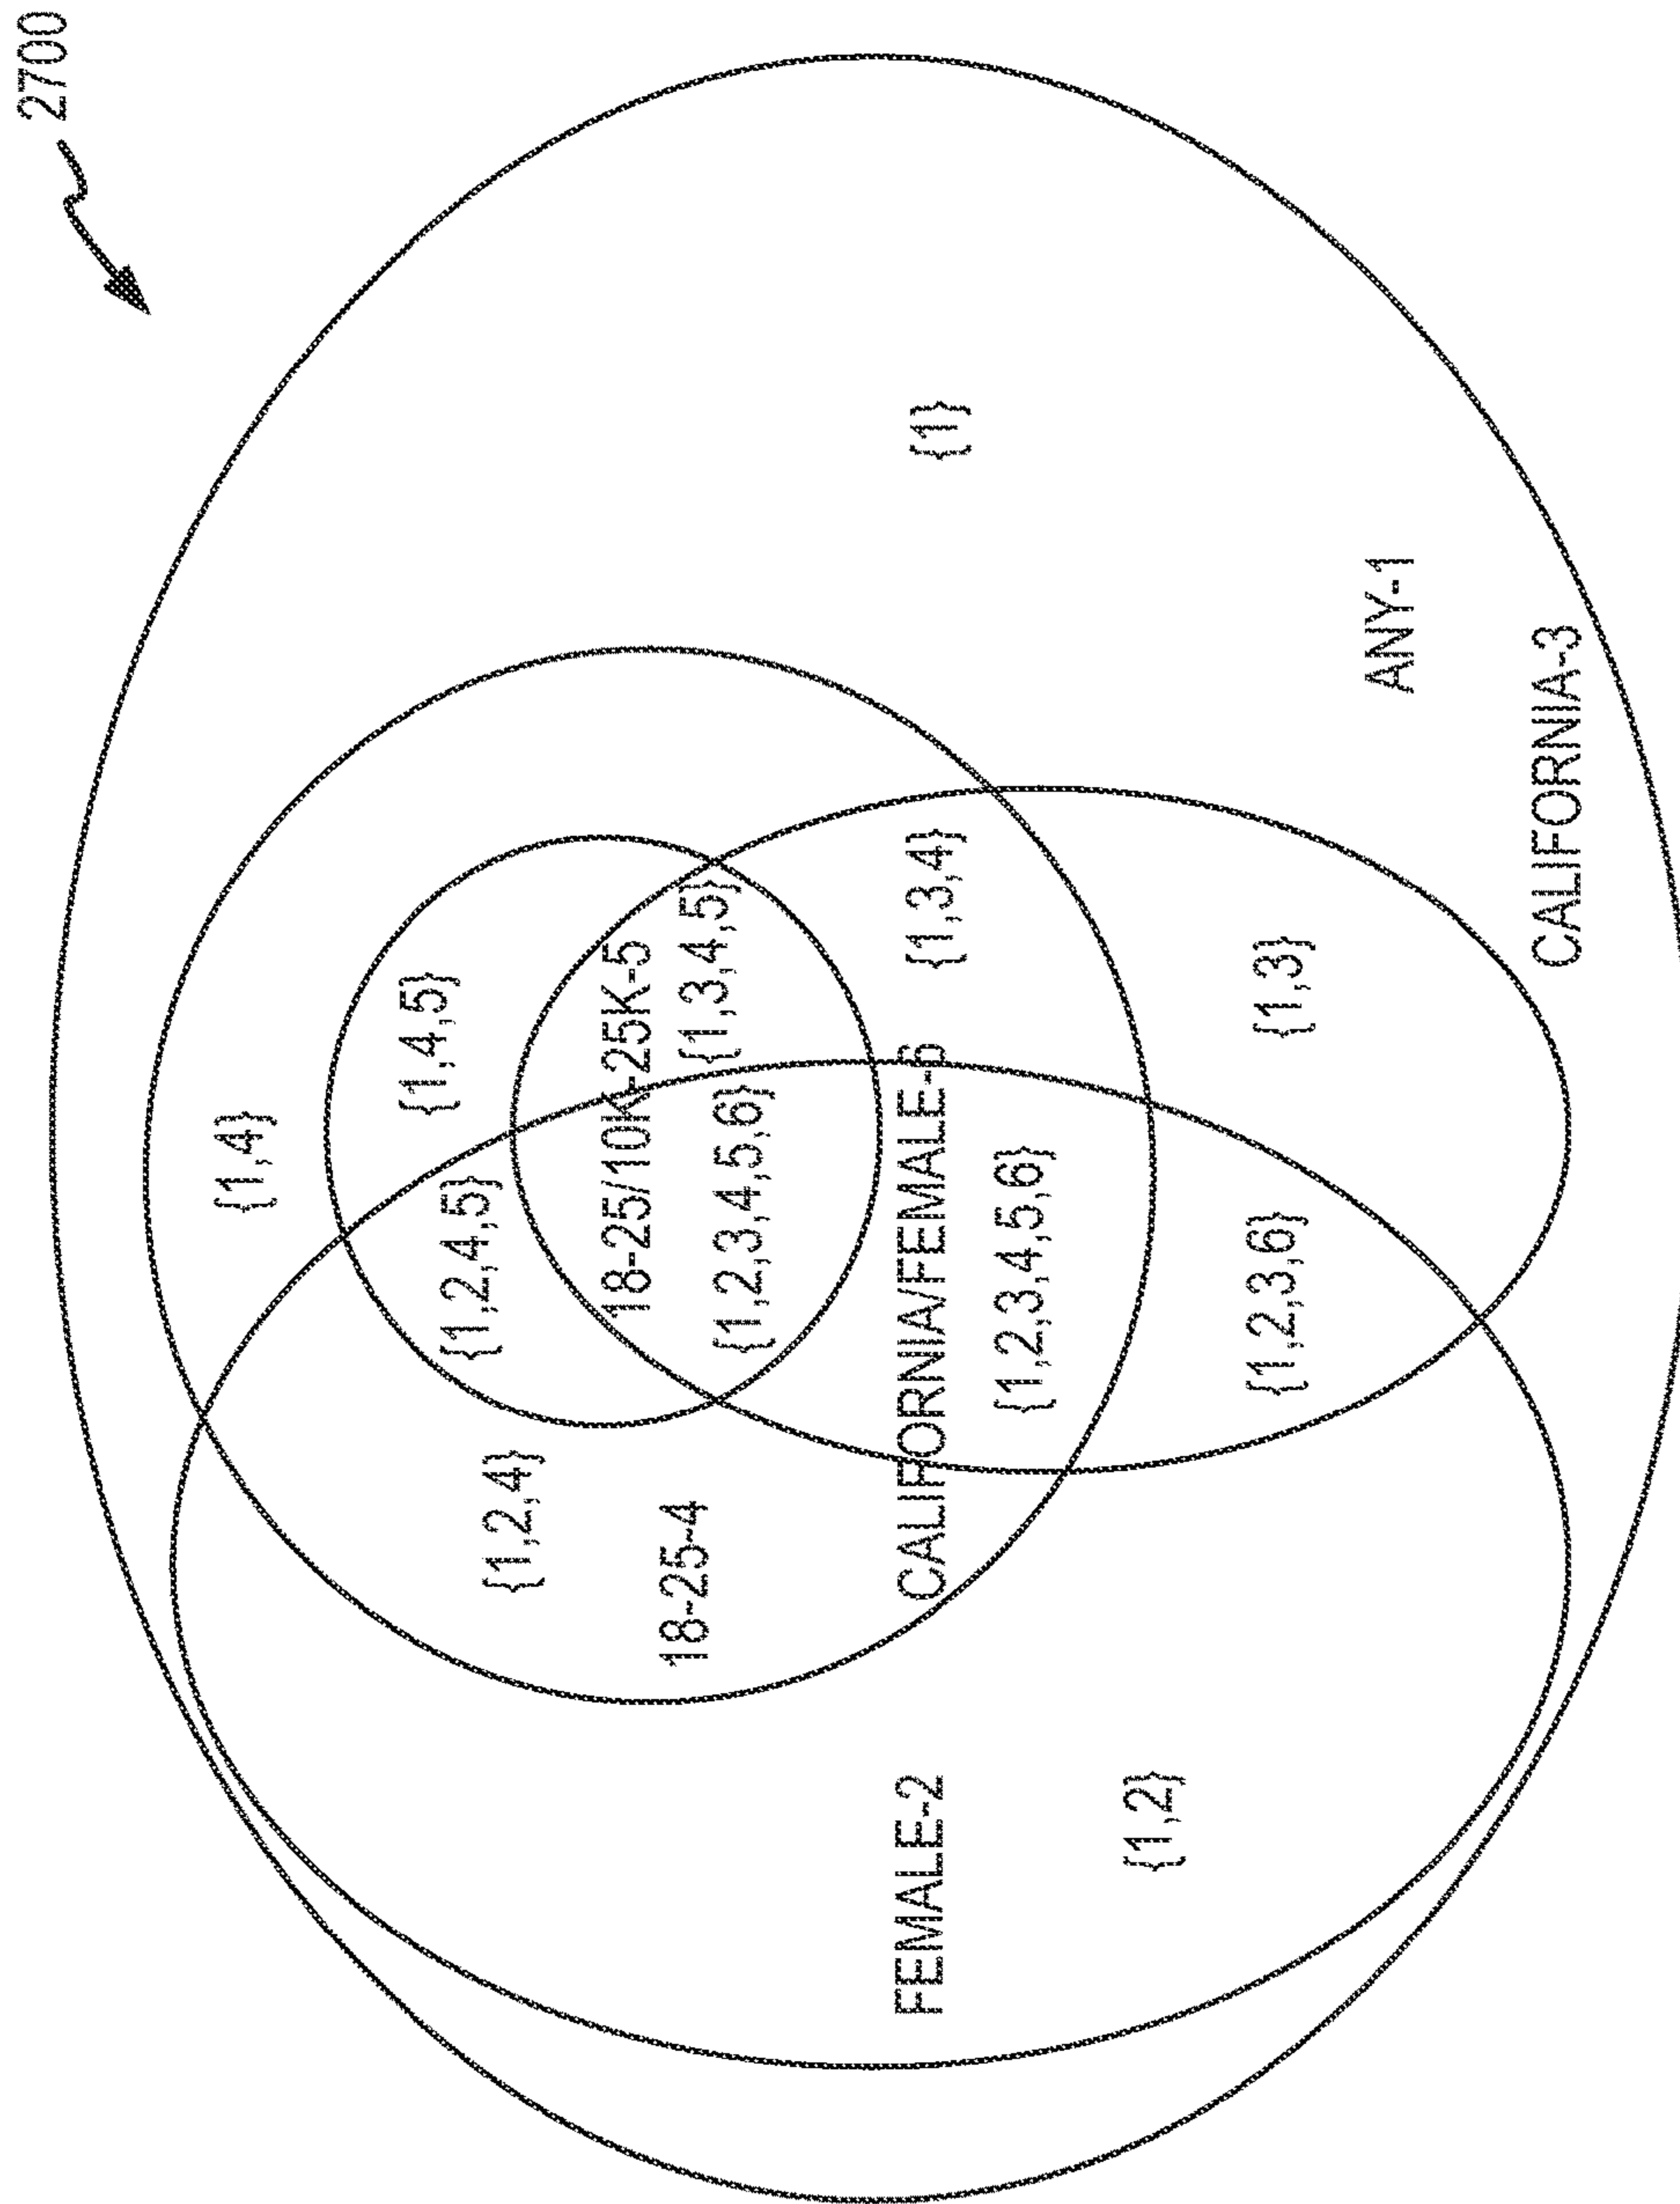 2700
{1,4}
{1,4,5}
{1,2,4,5}
{1,2,4}
18-25/10K-25K-5
{1,3,4,5}
18-25-4
{1,2,3,4,5,6}
FEMALE-2
CALIFORNIA/FEMALE-6
{1,3,4}
{1}
{1,2,3,4,5,6}
{1,2}
{1,2,3,6}
{1,3}
ANY-1
CALIFORNIA-3